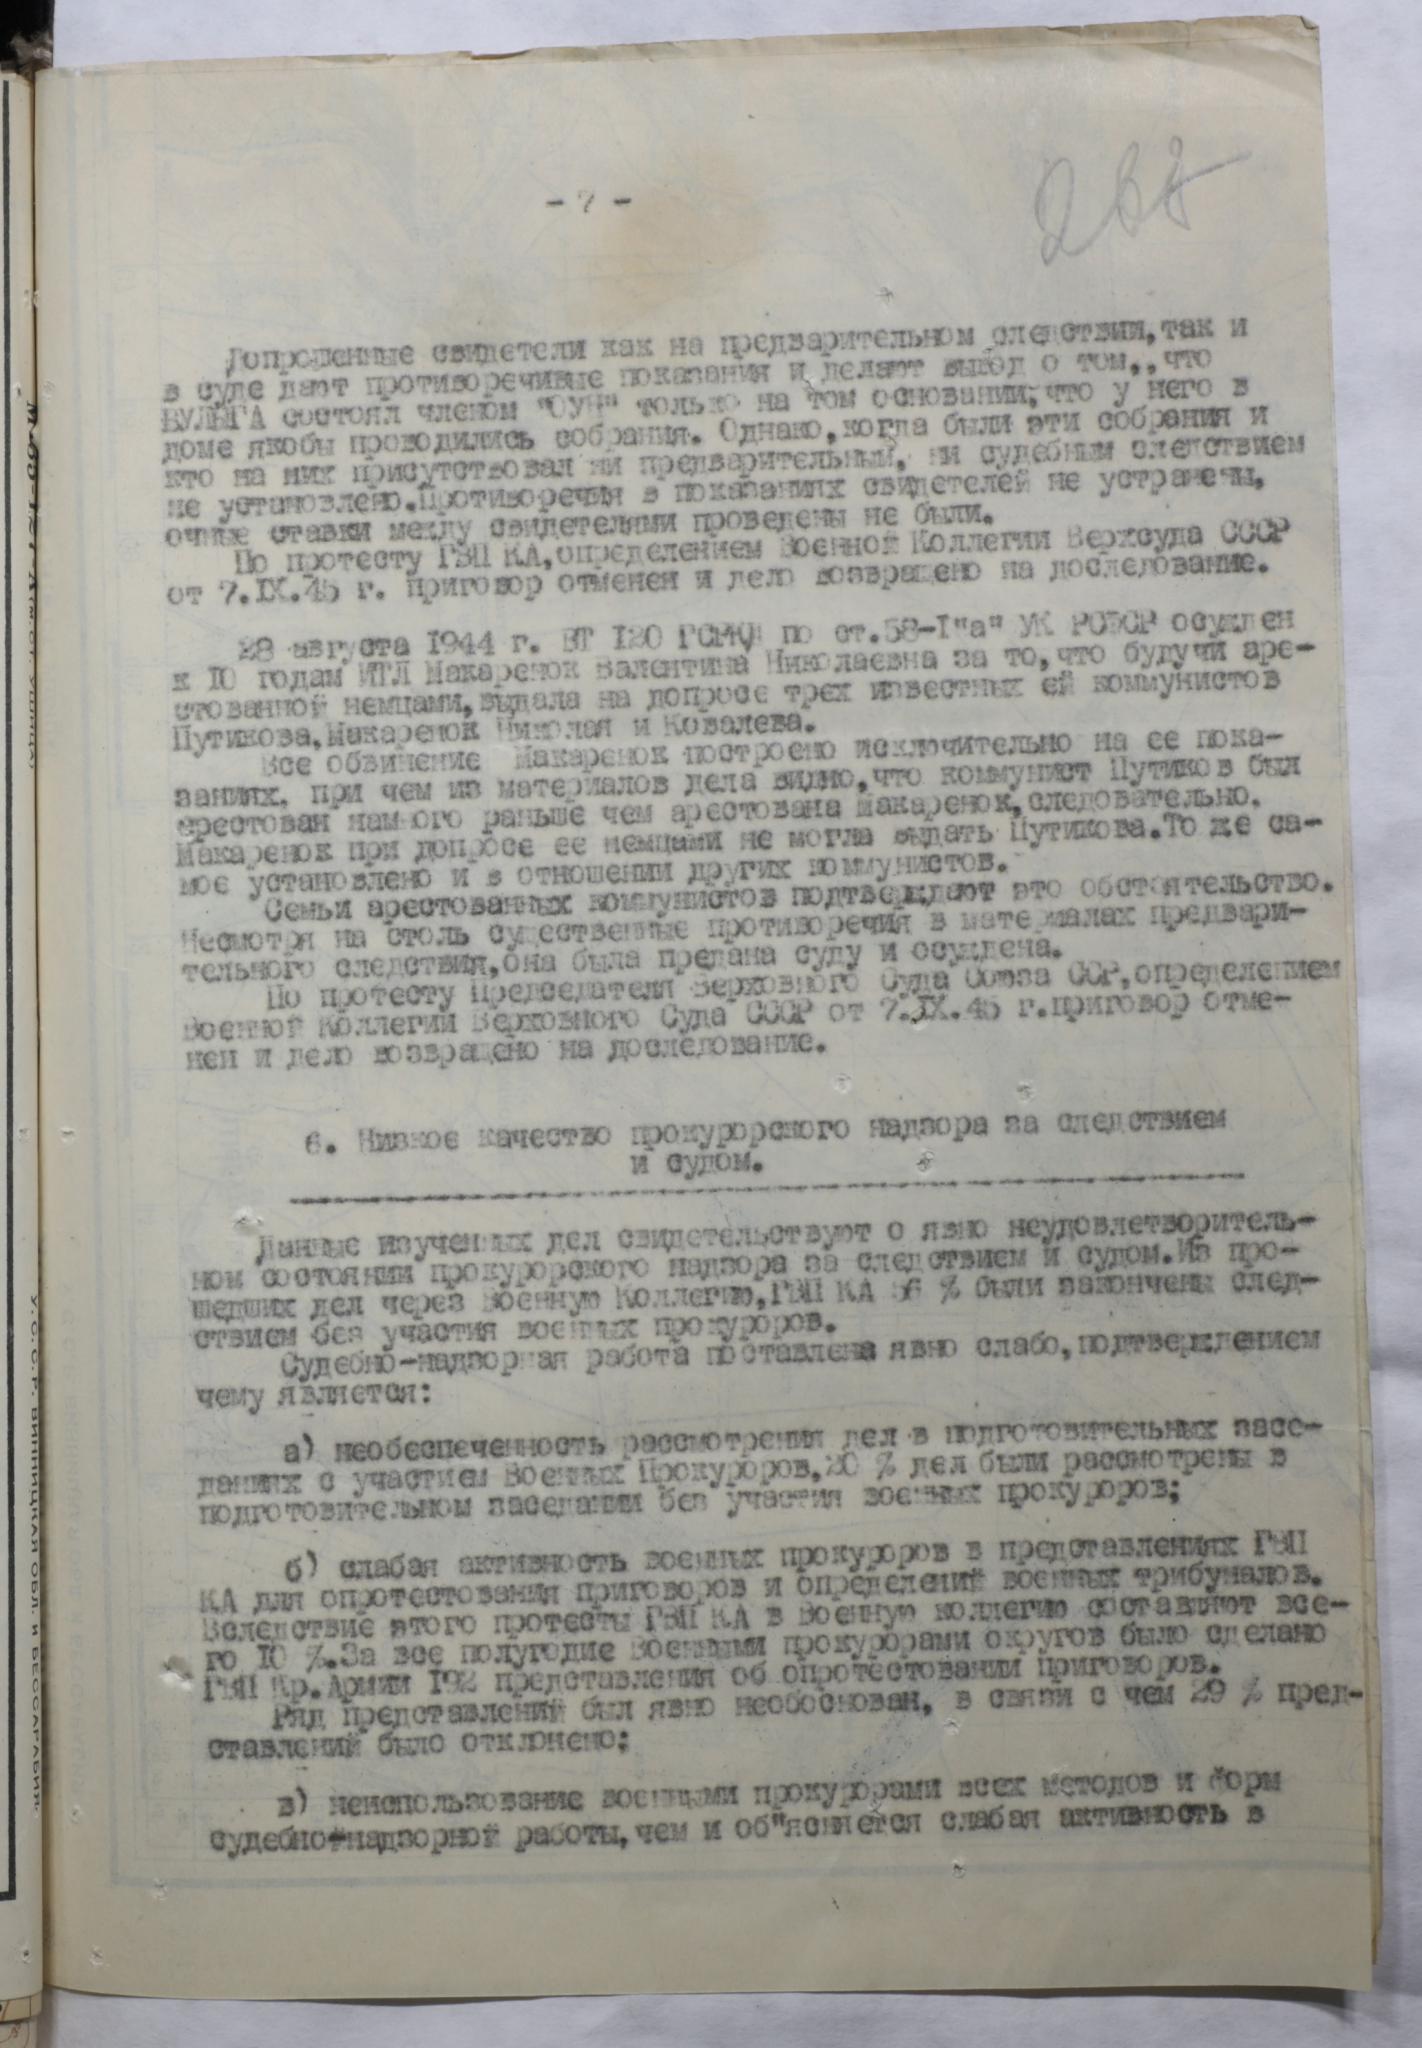 - 7 -
268
Допрошенные свидетели как на предварительном следствии, так и
в суде дают противоречивые показания и делают вывод о том,, что
состоял членом "ОУН" только на том основании, что у него в
доме якобы проводились собрания. Однако, когда были эти собрания и
кто на них присутствовал ни предварительный, ни судебным следствием
не установлено. Противоречия в показаниях свидетелей не устранены,
очные ставки между свидетелями проведены не были.
По протесту ГВП КА, определением Военной Коллегии Верхсуда СССР
от 7.IX.45 г. приговор отменен и дело возвращено на доследование.
28 августа 1944 г. ВТ 120 ГСРКД по ст.58-I"а" УК РСФСР осужден
к 10 годам ИТЛ Макаренок Валентина Николаевна за то, что будучи аре-
стованной немцами, выдала на допросе трех известных ей коммунистов
Путикова, Макаренок Николая и Ковалева.
Все обвинение Макаренок построено исключительно на ее пока-
заниях, при чем из материалов дела видно, что коммунист Путиков был
арестован намного раньше чем арестована Макаренок, следовательно,
Макаренок при допросе ее немцами не могла выдать Путикова. То же са-
мое установлено и в отношении других коммунистов.
Семьи арестованных коммунистов подтверждают это обстоятельство.
Несмотря на столь существенные противоречия в материалах предвари-
тельного следствия, она была предана суду и осуждена.
По протесту Председателя Верховного Суда Союза ССР, определением
Военной Коллегии Верховного Суда СССР от 7.IX.45 г. приговор отме-
нен и дело возвращено на доследование.
6. Низкое качество прокурорского надзора за следствием
и судом.
Данные изученных дел свидетельствуют о явно неудовлетворитель-
ном состоянии прокурорского надзора за следствием и судом. Из про-
шедших дел через Военную Коллегию, ГВП КА 56 % были закончены след-
ствием без участия военных прокуроров.
Судебно-надзорная работа поставлена явно слабо, подтверждением
чему является:
а) необеспеченность рассмотрения дел в подготовительных засе-
даниях с участием Военных Прокуроров, 20 % дел были рассмотрены в
подготовительном заседании без участия военных прокуроров;
б) слабая активность военных прокуроров в представлениях ГВП
КА для опротестования приговоров и определений военных трибуналов.
Вследствие этого протесты ГВП КА в Военную коллегию составляют все-
го 10 %. За все полугодие Военными прокурорами округов было сделано
ГВП Кр.Армии 192 представления об опротестовании приговоров.
Ряд представлений был явно необоснован, в связи с чем 29 % пред-
ставлений было отклонено;
в) неиспользование военными прокурорами всех методов и форм
судебно-надзорной работы, чем и об"ясняется слабая активность в
У.С.С.Р. ВИННИЦКАЯ ОБЛ. и БЕССАРАБИЯ.